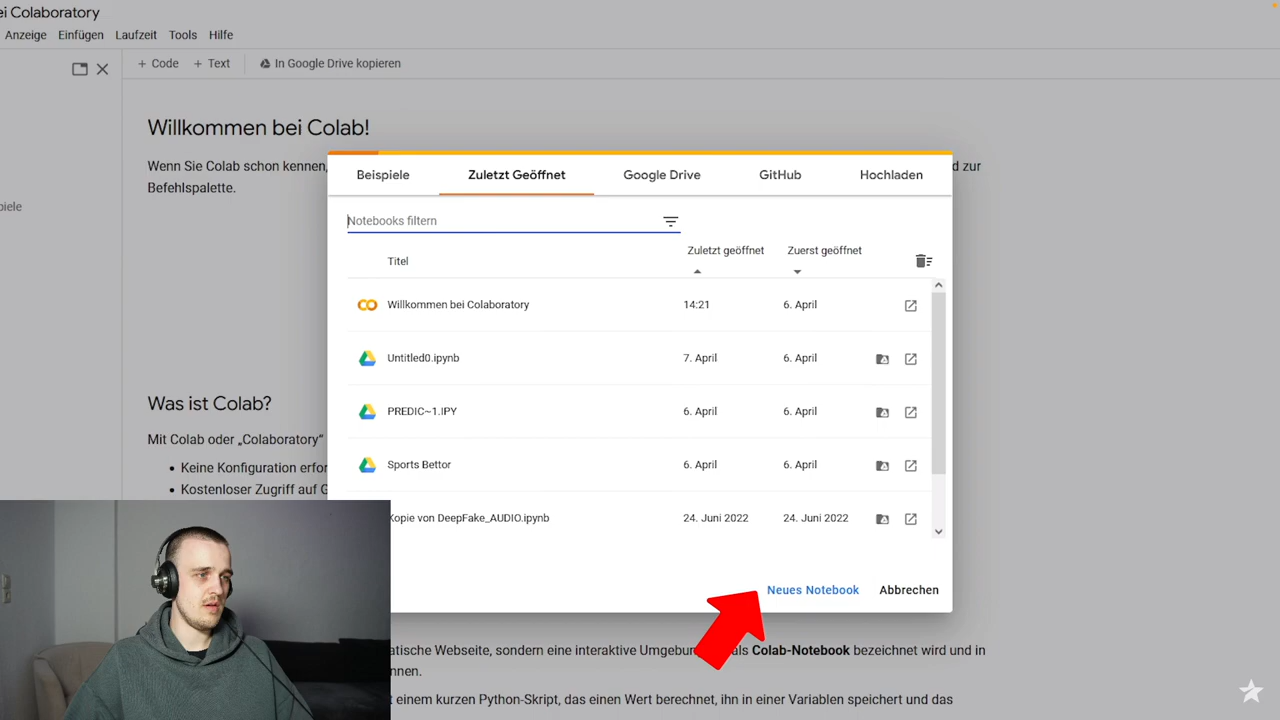 ei Colaboratory
Anzeige Einfügen Laufzeit Tools Hilfe
+ Code + Text In Google Drive kopieren
Willkommen bei Colab!
Wenn Sie Colab schon kennen, d zur
Befehlspalette.
piele
Beispiele Zuletzt Geöffnet Google Drive GitHub Hochladen
Notebooks filtern
Titel Zuletzt geöffnet Zuerst geöffnet
Willkommen bei Colaboratory 14:21 6. April
Untitled0.ipynb 7. April 6. April
PREDIC~1.IPY 6. April 6. April
Sports Bettor 6. April 6. April
Kopie von DeepFake_AUDIO.ipynb 24. Juni 2022 24. Juni 2022
Neues Notebook Abbrechen
Was ist Colab?
Mit Colab oder „Colaboratory“
• Keine Konfiguration erfor
• Kostenloser Zugriff auf G
atische Webseite, sondern eine interaktive Umgebun als Colab-Notebook bezeichnet wird und in
nnen.
t einem kurzen Python-Skript, das einen Wert berechnet, ihn in einer Variablen speichert und das